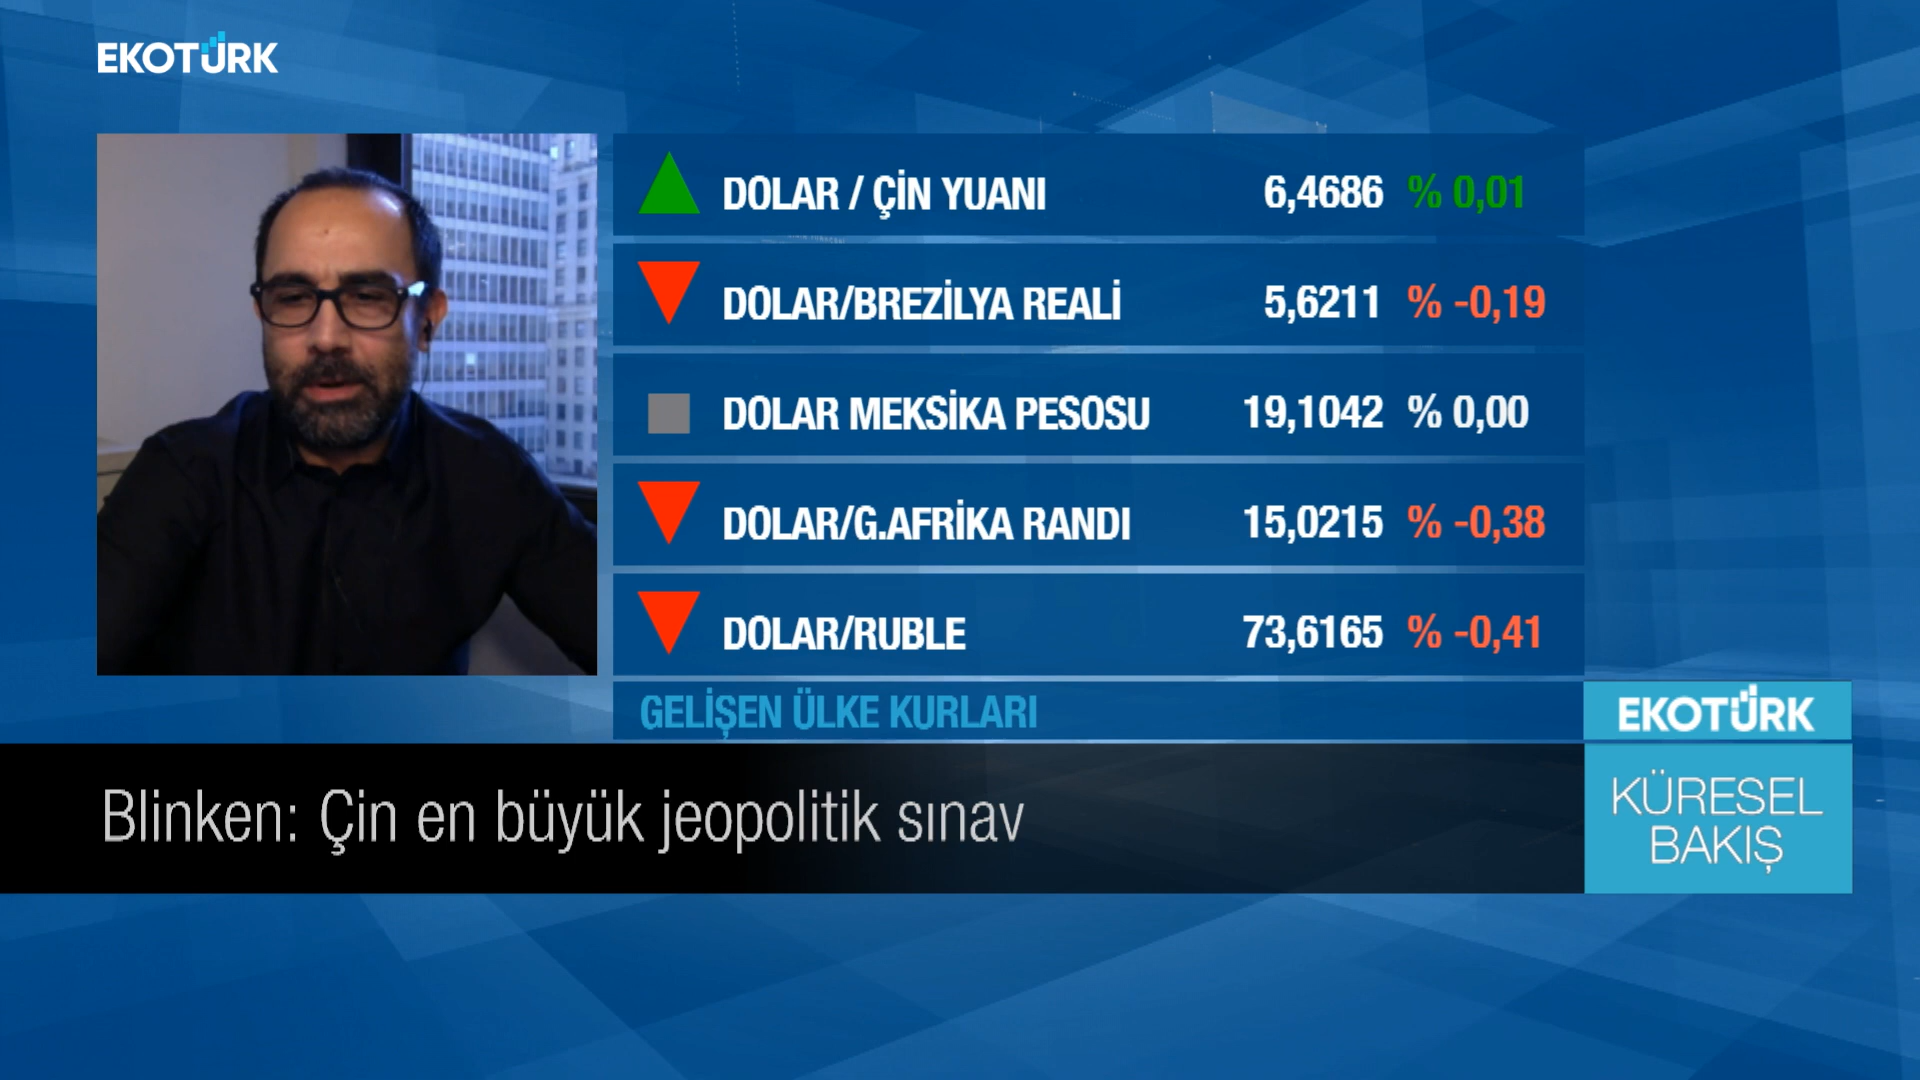 EKOTÜRK
DOLAR / ÇİN YUANI 6,4686 % 0,01
DOLAR/BREZİLYA REALİ 5,6211 % -0,19
DOLAR MEKSİKA PESOSU 19,1042 % 0,00
DOLAR/G.AFRİKA RANDI 15,0215 % -0,38
DOLAR/RUBLE 73,6165 % -0,41
GELİŞEN ÜLKE KURLARI
EKOTÜRK
Blinken: Çin en büyük jeopolitik sınav
KÜRESEL
BAKIŞ